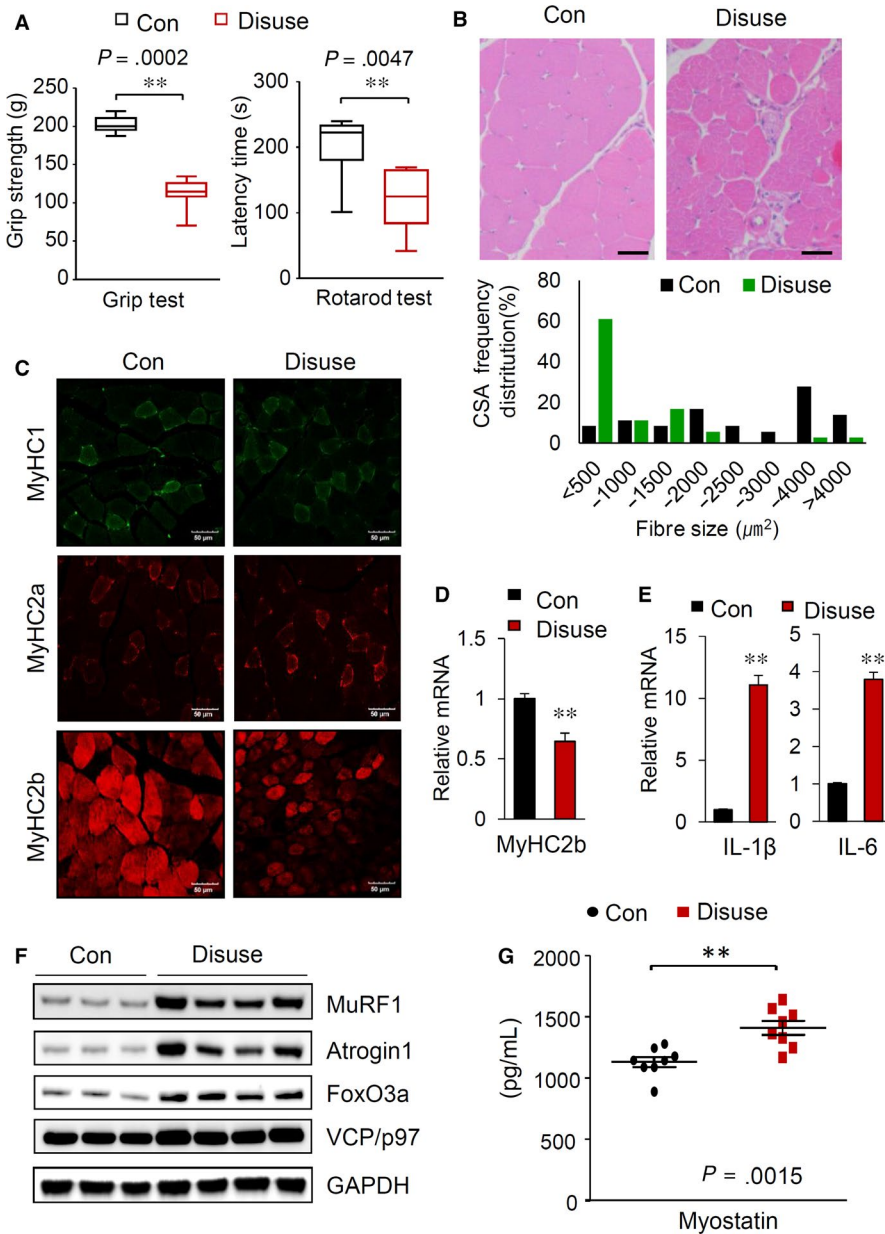 A
Con
Disuse
P = .0002
**
Grip strength (g)
250
200
150
100
50
0
Grip test
P = .0047
**
Latency time (s)
300
200
100
0
Rotarod test
B
Con
Disuse
Con
Disuse
CSA frequency
distritution(%)
80
60
20
0
<500
-1000
-1500
-2000
-2500
-3000
-4000
>4000
Fibre size (μm²)
C
Con
Disuse
MyHC1
50 μm
50 μm
MyHC2a
50 μm
50 μm
MyHC2b
50 μm
50 μm
D
Con
Disuse
Relative mRNA
1.5
1
0.5
0
**
MyHC2b
E
Con
Disuse
Relative mRNA
15
10
5
0
**
IL-1β
5
4
3
2
1
0
**
IL-6
F
Con
Disuse
MuRF1
Atrogin1
FoxO3a
VCP/p97
GAPDH
G
Con
Disuse
(pg/mL)
2000
1500
1000
500
0
**
P = .0015
Myostatin